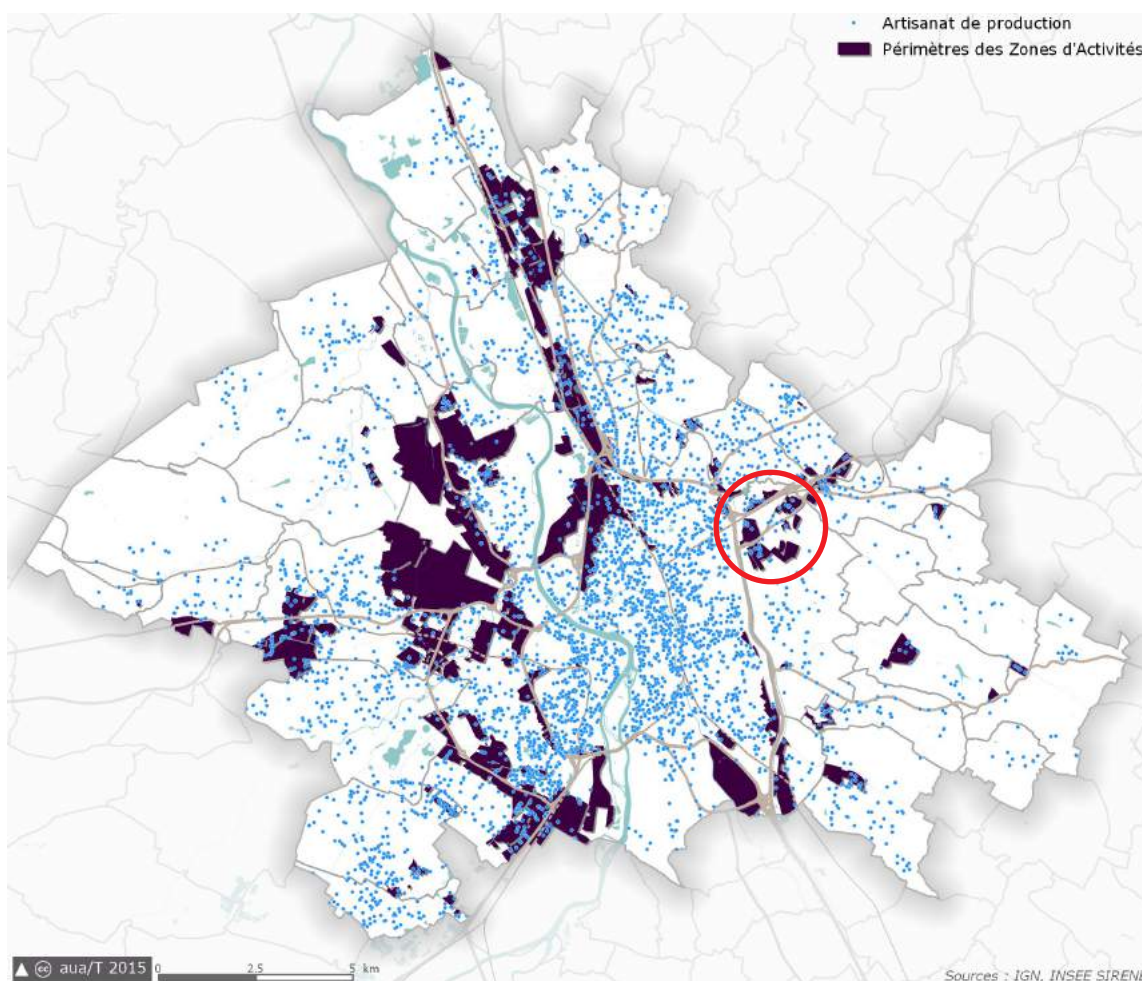 Artisanat de production
Périmètres des Zones d'Activités
aua/T 2015
0 2.5 5 km
Sources : IGN, INSEE SIRENE